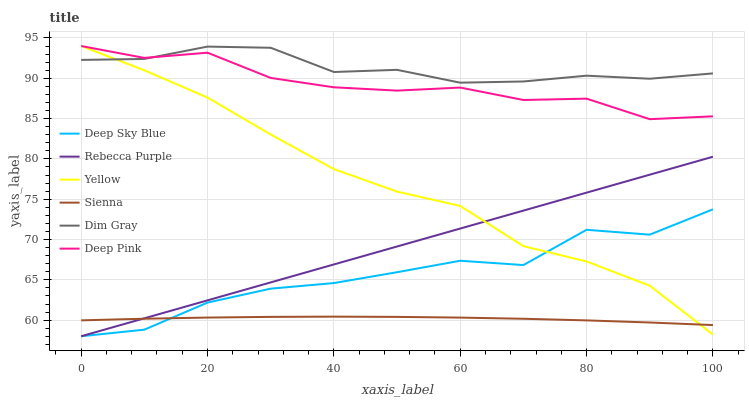 title
95
90
85
80
75
70
65
60
yaxis_label
Deep Sky Blue
Rebecca Purple
Yellow
Sienna
Dim Gray
Deep Pink
0 20 40 60 80 100
xaxis_label